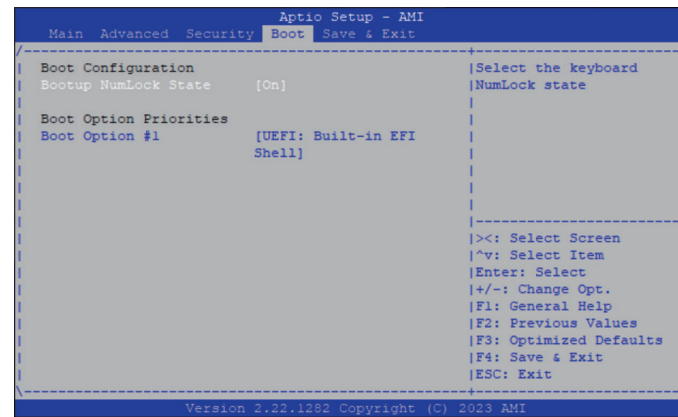 Aptio Setup - AMI
Main Advanced Security Boot Save & Exit
/----------------------------------------------------+--------------------------
| Boot Configuration |Select the keyboard
| Bootup NumLock State [On] |NumLock state
| |
| Boot Option Priorities |
| Boot Option #1 [UEFI: Built-in EFI |
| Shell] |
| |
| |
| |
| |--------------------------
| |><: Select Screen
| |^v: Select Item
| |Enter: Select
| |+/-: Change Opt.
| |F1: General Help
| |F2: Previous Values
| |F3: Optimized Defaults
| |F4: Save & Exit
| |ESC: Exit
\----------------------------------------------------+--------------------------
Version 2.22.1282 Copyright (C) 2023 AMI